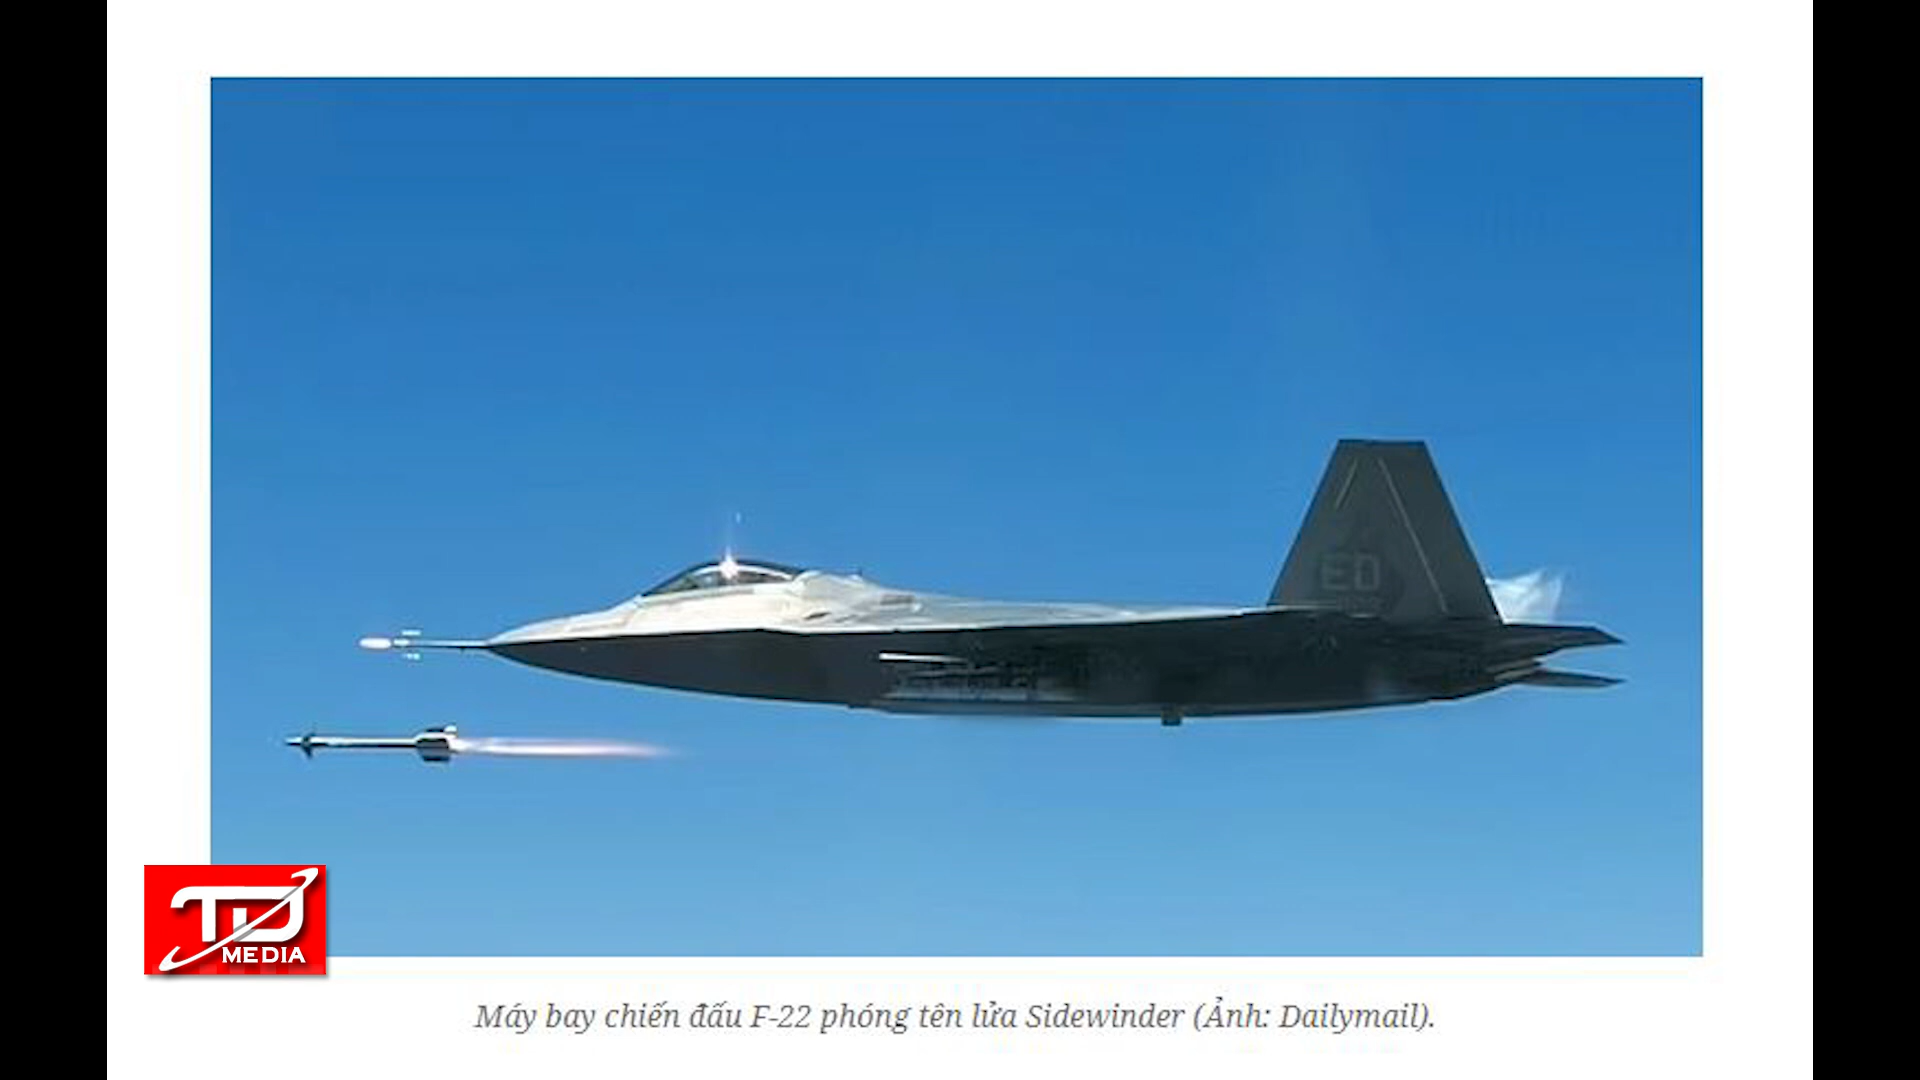 ED
TD
MEDIA
Máy bay chiến đấu F-22 phóng tên lửa Sidewinder (Ảnh: Dailymail).